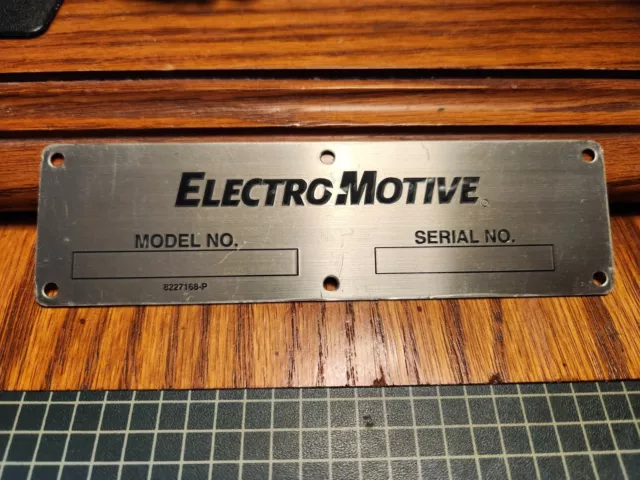 ELECTRO-MOTIVE
MODEL NO.
SERIAL NO.
8227168-P